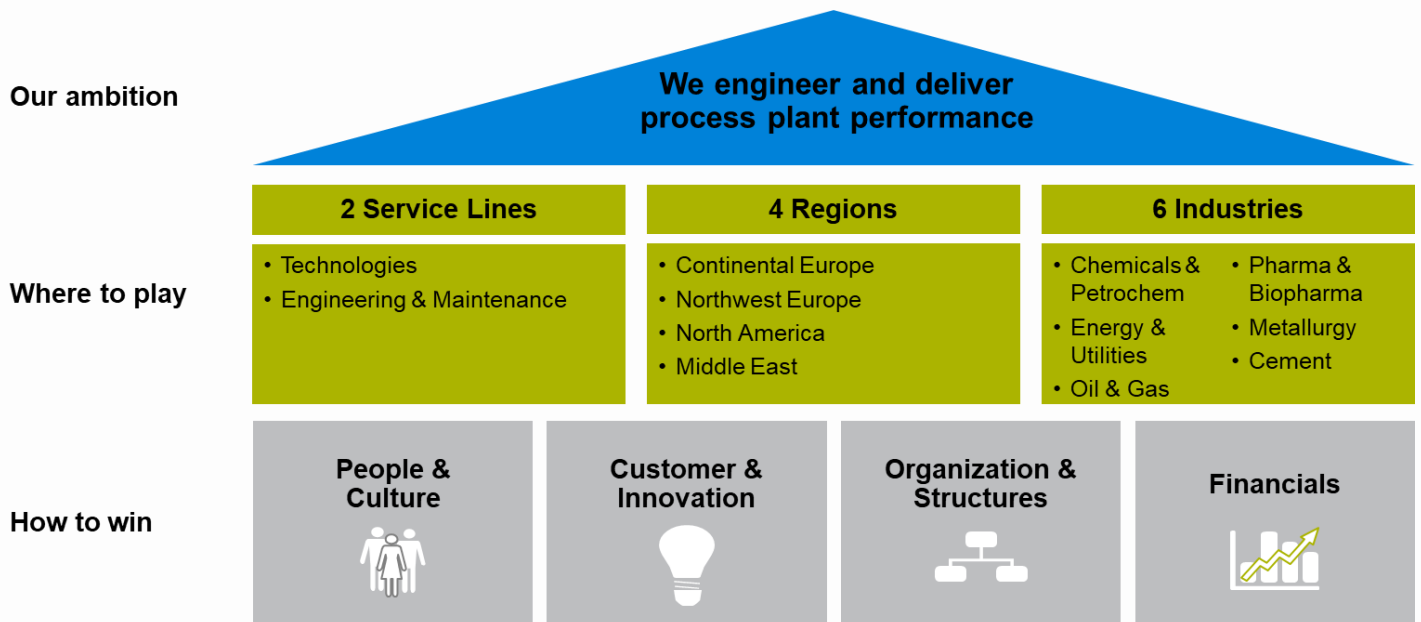 Our ambition
We engineer and deliver
process plant performance
Where to play
2 Service Lines
• Technologies
• Engineering & Maintenance
4 Regions
• Continental Europe
• Northwest Europe
• North America
• Middle East
6 Industries
• Chemicals &
Petrochem
• Energy &
Utilities
• Oil & Gas
• Pharma &
Biopharma
• Metallurgy
• Cement
How to win
People &
Culture
Customer &
Innovation
Organization &
Structures
Financials